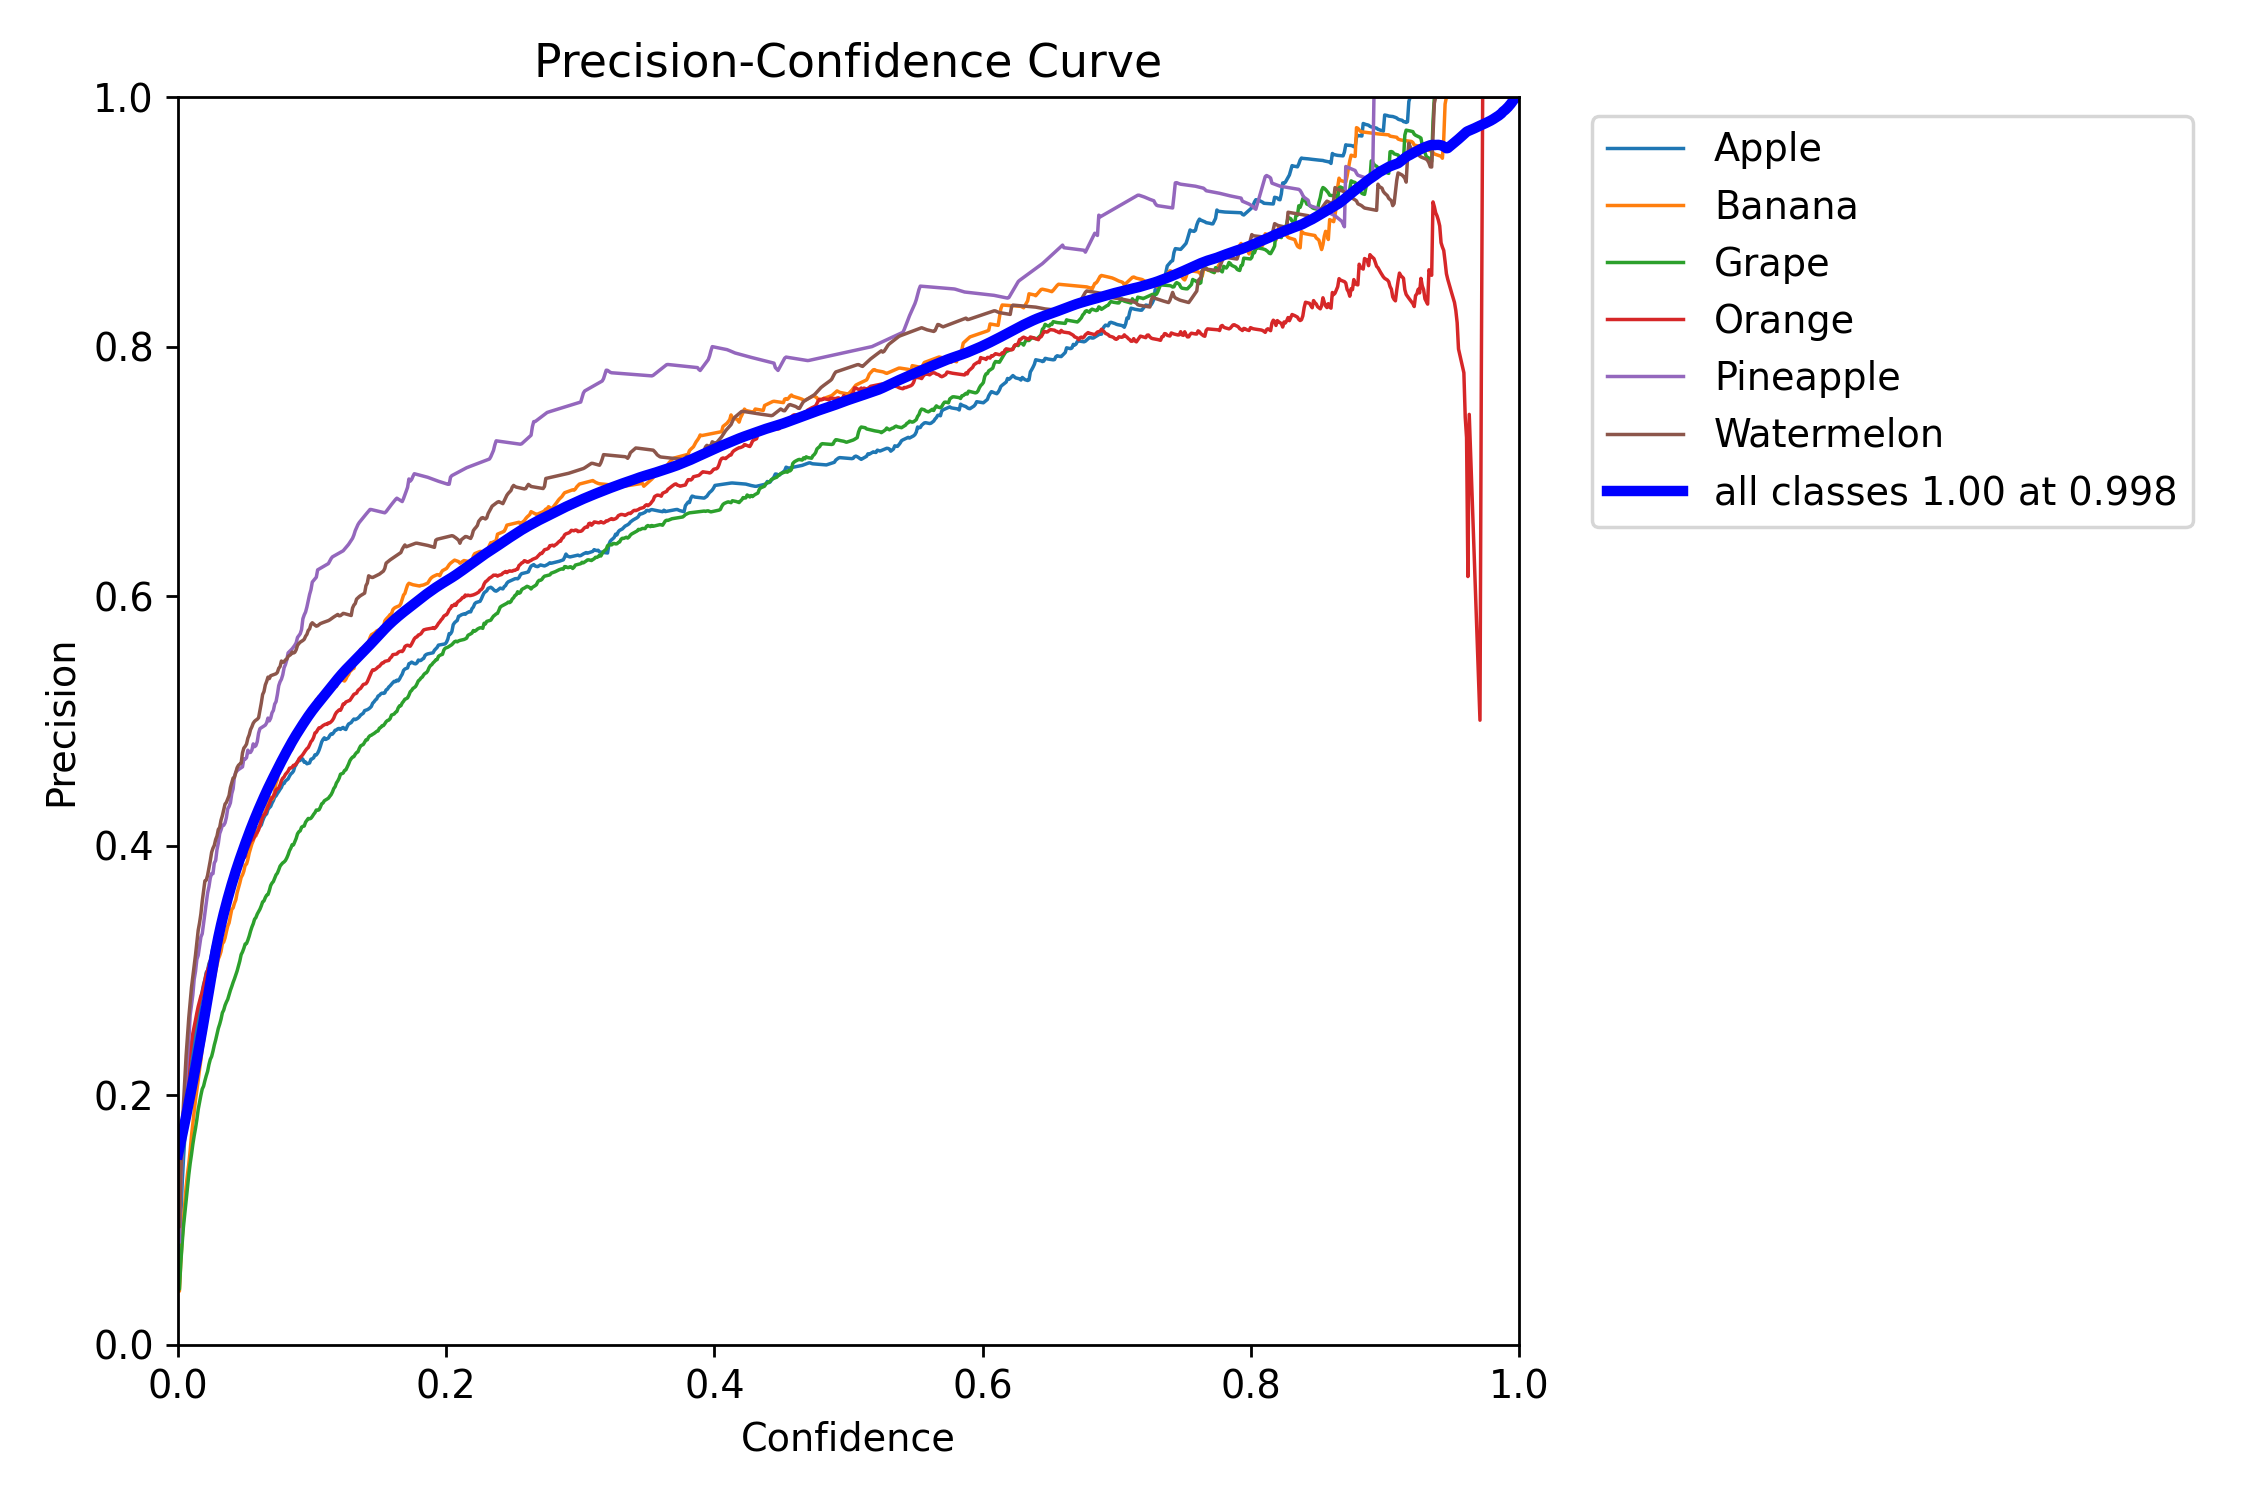 Precision-Confidence Curve
1.0
0.8
0.6
0.4
0.2
0.0
Precision
0.0 0.2 0.4 0.6 0.8 1.0
Confidence
Apple
Banana
Grape
Orange
Pineapple
Watermelon
all classes 1.00 at 0.998